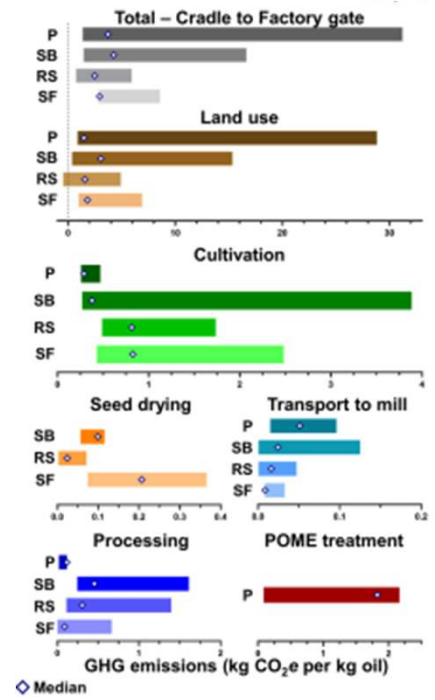 Total – Cradle to Factory gate
P
SB
RS
SF
Land use
P
SB
RS
SF
0 10 20 30
Cultivation
P
SB
RS
SF
0 1 2 3 4
Seed drying
SB
RS
SF
0.0 0.1 0.2 0.3 0.4
Transport to mill
P
SB
RS
SF
0.0 0.1 0.2
Processing
P
SB
RS
SF
0 1 2
POME treatment
P
0 1 2
GHG emissions (kg CO2e per kg oil)
Median